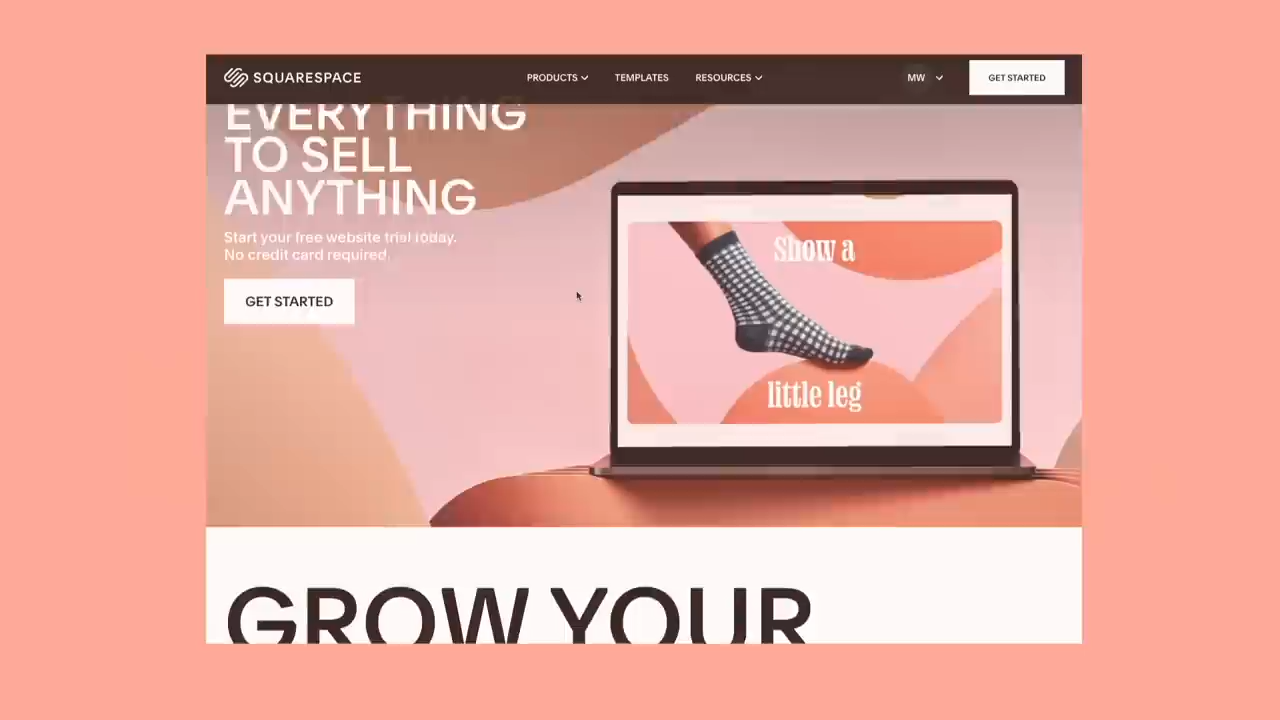 SQUARESPACE
PRODUCTS
TEMPLATES
RESOURCES
MW
GET STARTED
EVERYTHING
TO SELL
ANYTHING
Start your free website trial today.
No credit card required.
GET STARTED
Show a
little leg
GROW YOUR